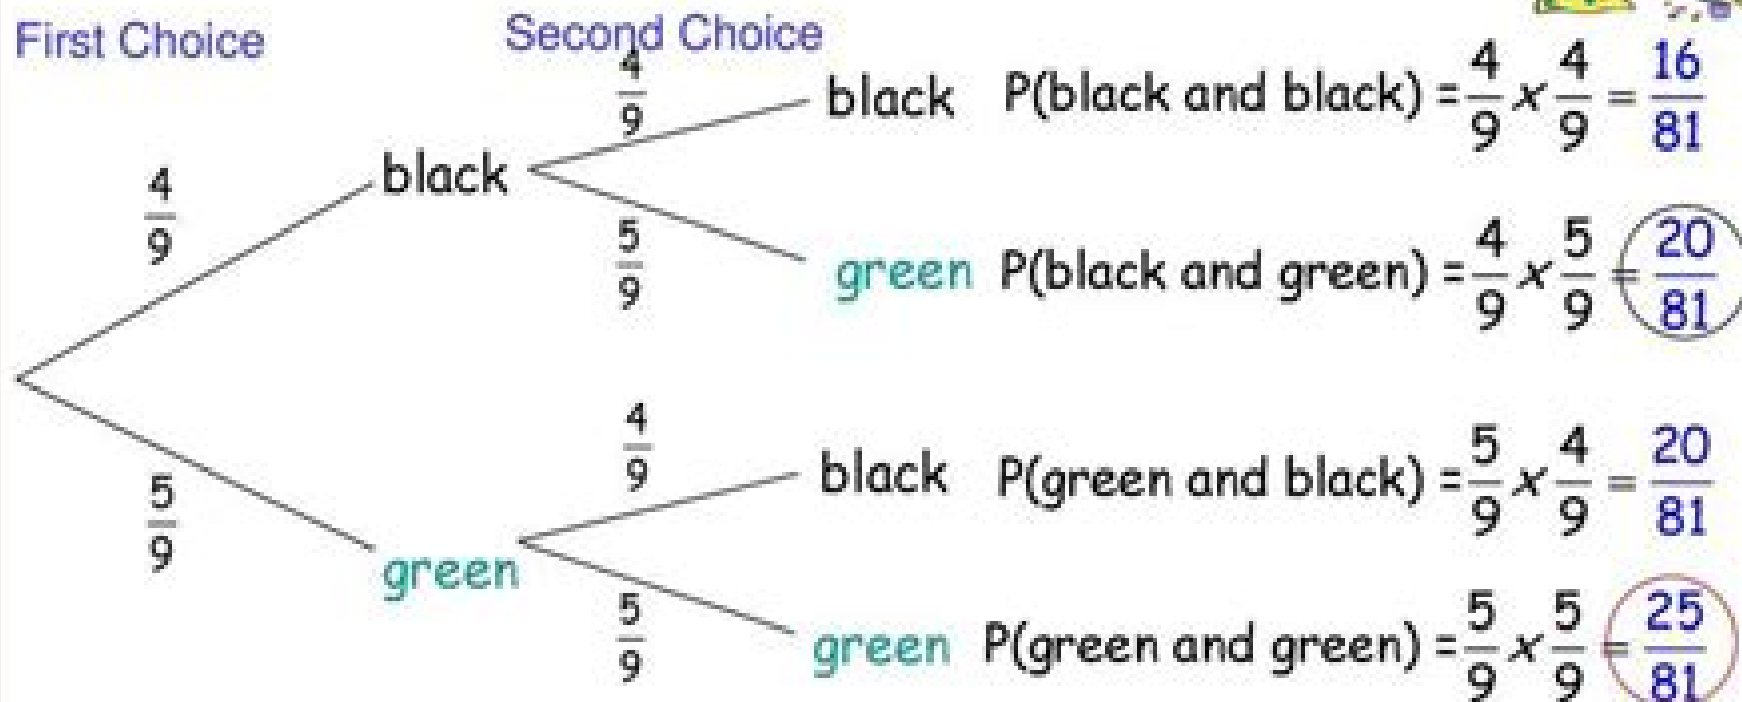 First Choice
Second Choice
4/9 black P(black and black) = 4/9 x 4/9 = 16/81
4/9 black
5/9 green P(black and green) = 4/9 x 5/9 = 20/81
4/9 black P(green and black) = 5/9 x 4/9 = 20/81
5/9 green
5/9 green P(green and green) = 5/9 x 5/9 = 25/81